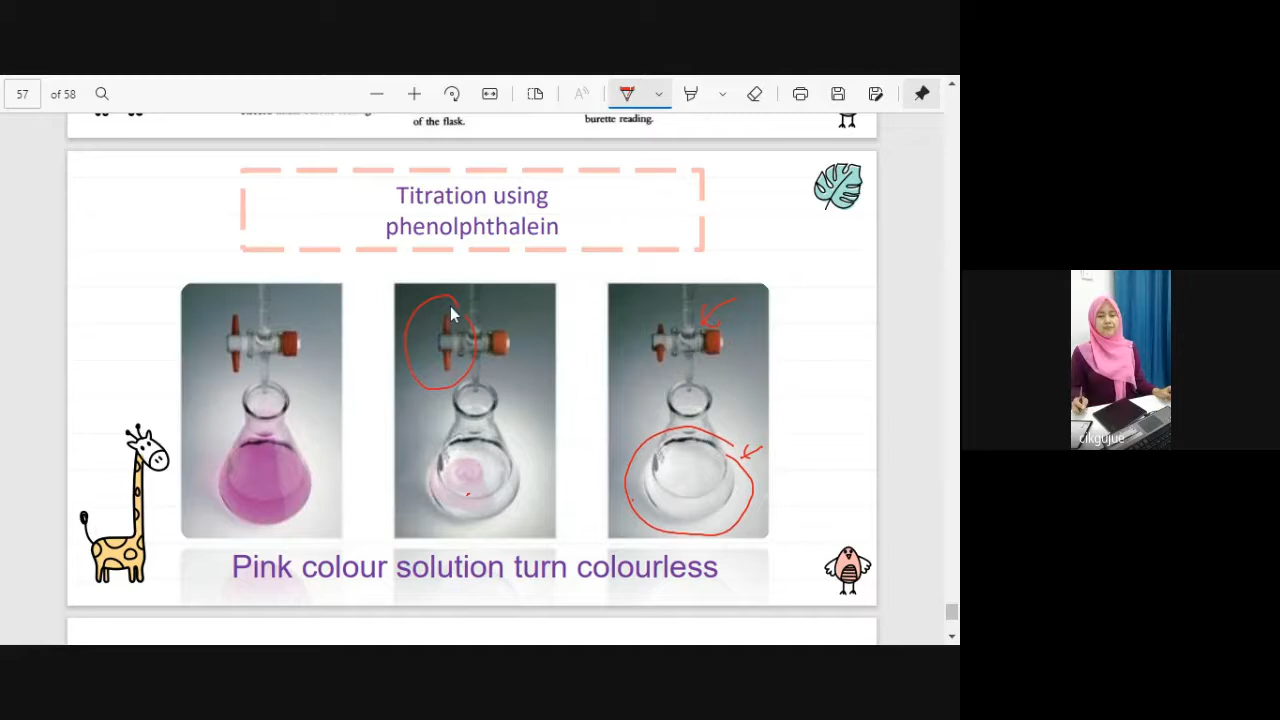 57 of 58
of the flask.
burette reading.
Titration using
phenolphthalein
Pink colour solution turn colourless
cikgujue